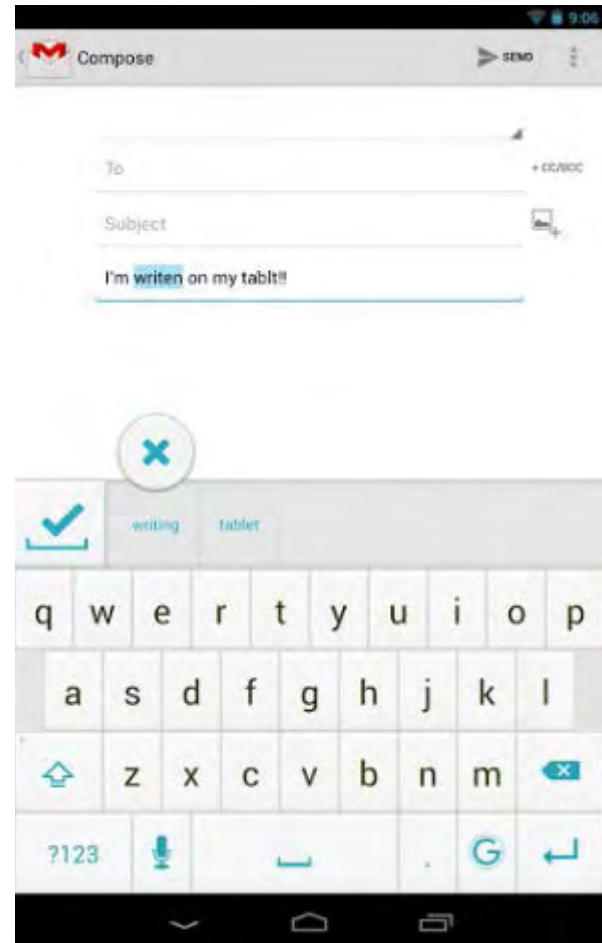 9:06
Compose
SEND
To
+ CC/BCC
Subject
I'm writen on my tablt!!
writing tablet
q w e r t y u i o p
a s d f g h j k l
z x c v b n m
?123 . G